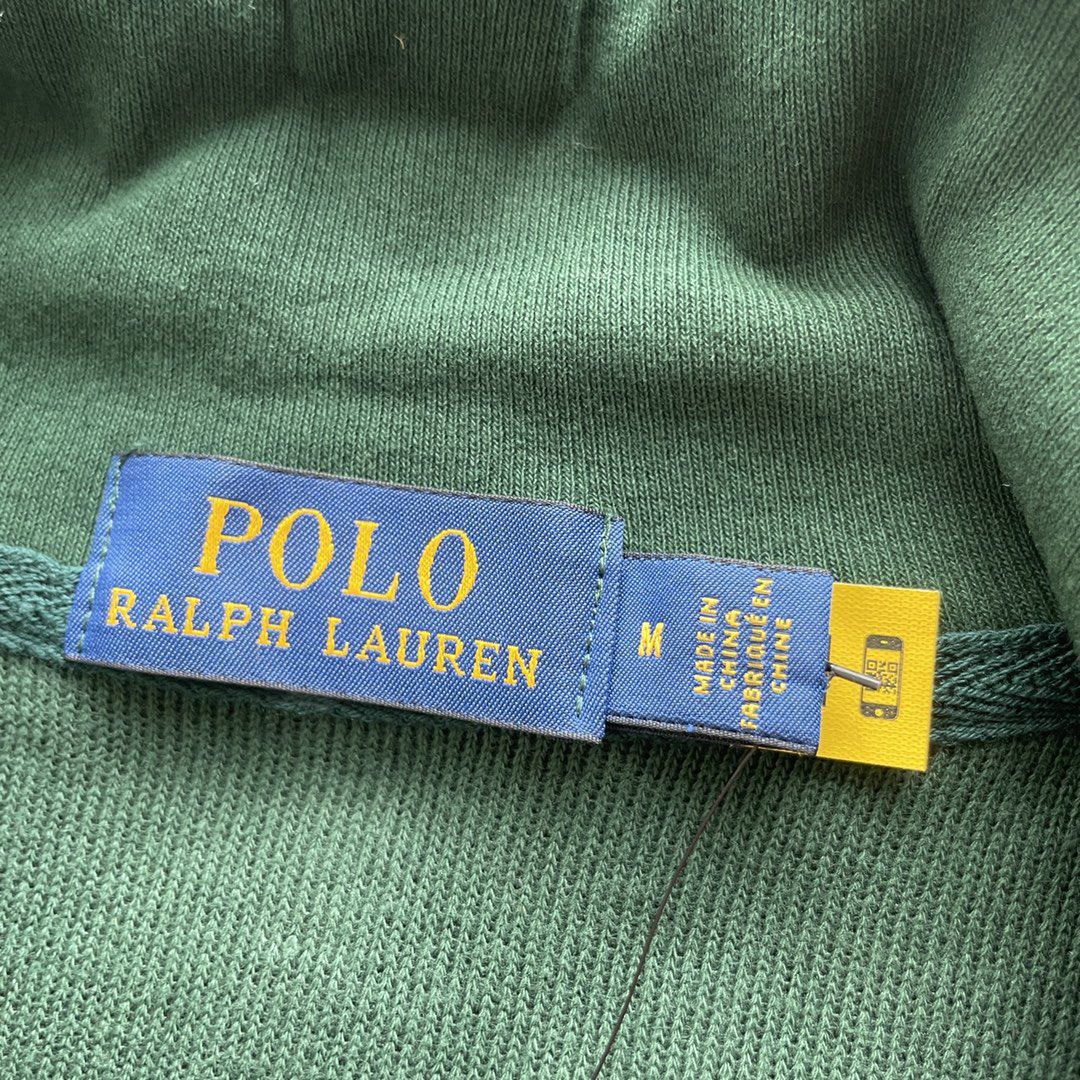 POLO
RALPH LAUREN
M
MADE IN
CHINA
FABRIQUÉ EN
CHINE